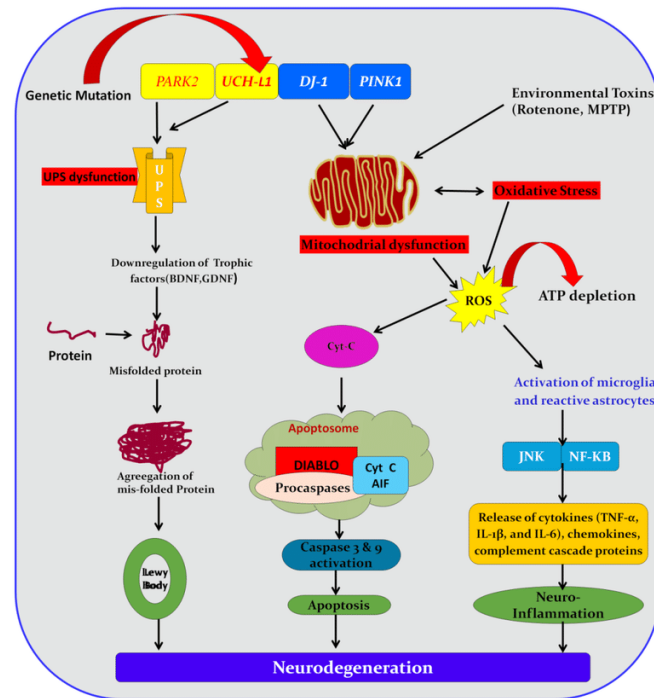 Genetic Mutation
PARK2
UCH-L1
DJ-1
PINK1
Environmental Toxins
(Rotenone, MPTP)
UPS dysfunction
U
P
S
Oxidative Stress
Mitochodrial dysfunction
Downregulation of Trophic
factors(BDNF,GDNF)
ROS
ATP depletion
Protein
Misfolded protein
Cyt-C
Activation of microglia
and reactive astrocytes
Apoptosome
DIABLO
Procaspases
Cyt C
AIF
JNK
NF-KB
Agreegation of
mis-folded Protein
Release of cytokines (TNF-α,
IL-1β, and IL-6), chemokines,
complement cascade proteins
Caspase 3 & 9
activation
Lewy
Body
Apoptosis
Neuro-
Inflammation
Neurodegeneration